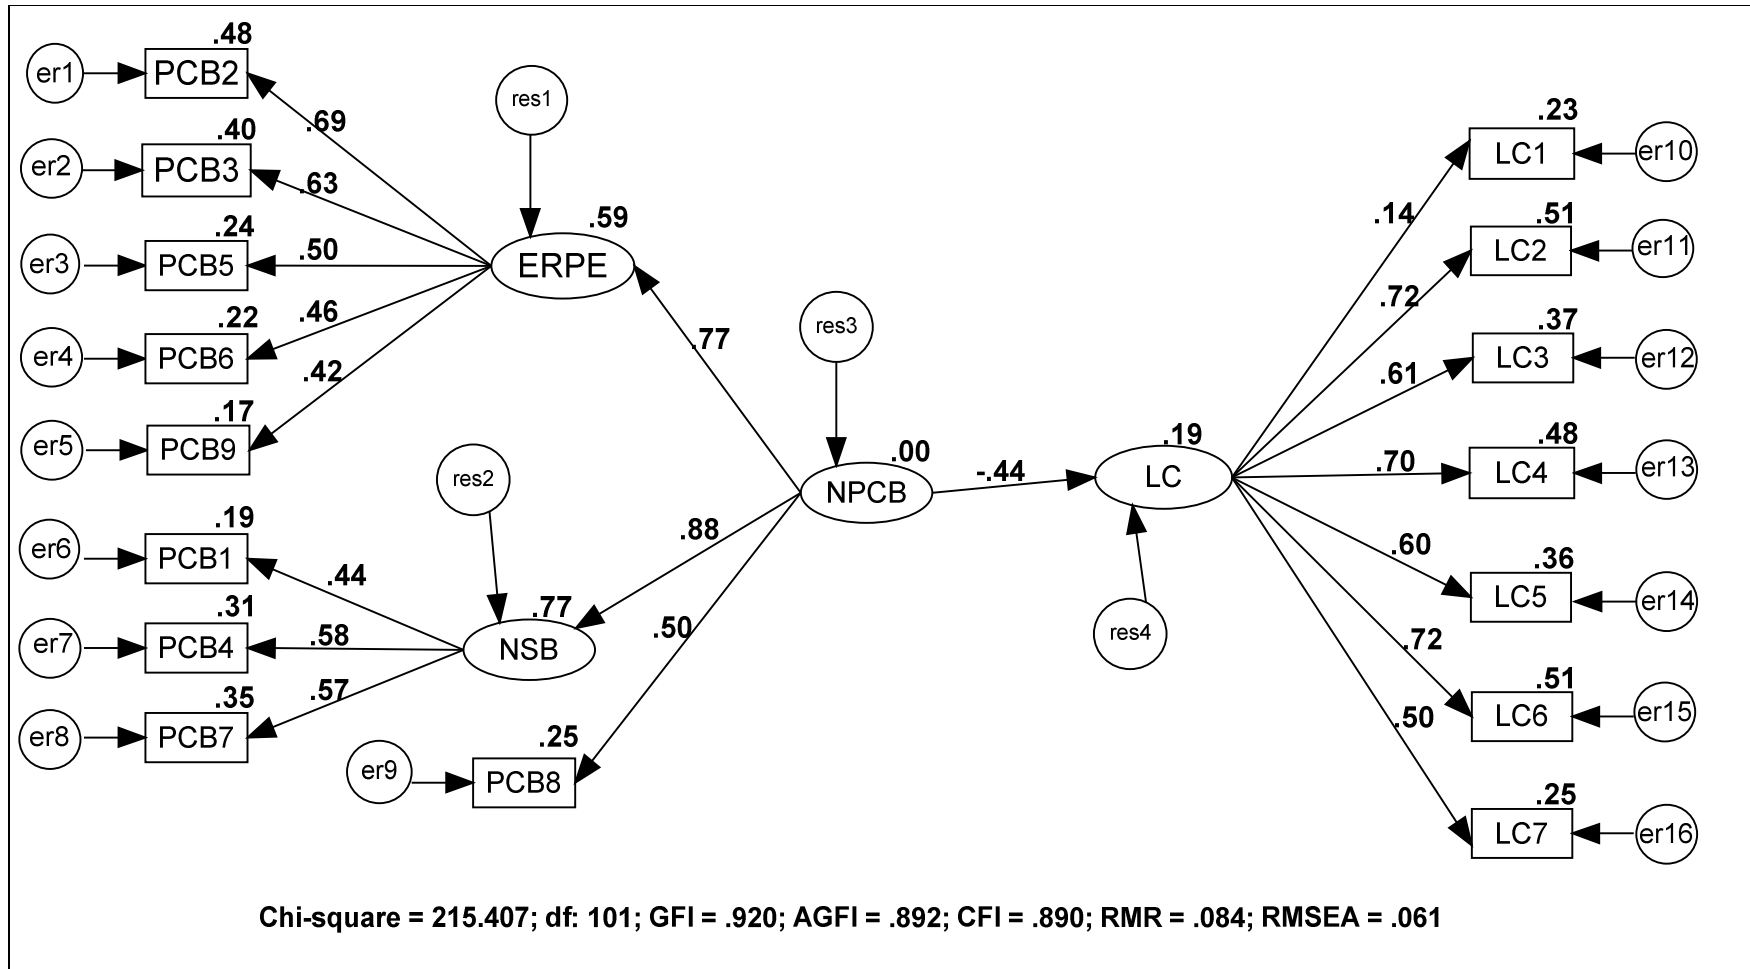 .48
er1 PCB2
.69
.40
er2 PCB3
.63
.24
er3 PCB5
.50
.22
er4 PCB6
.46
.17
er5 PCB9
.42
res1
.59
ERPE
.77
res3
.00
NPCB
-.44
.88
.50
res2
.77
NSB
.19
er6 PCB1
.44
.31
er7 PCB4
.58
.35
er8 PCB7
.57
.25
er9 PCB8
.19
LC
res4
.23
.14 LC1 er10
.51
.72 LC2 er11
.37
.61 LC3 er12
.48
.70 LC4 er13
.36
.60 LC5 er14
.51
.72 LC6 er15
.25
.50 LC7 er16
Chi-square = 215.407; df: 101; GFI = .920; AGFI = .892; CFI = .890; RMR = .084; RMSEA = .061